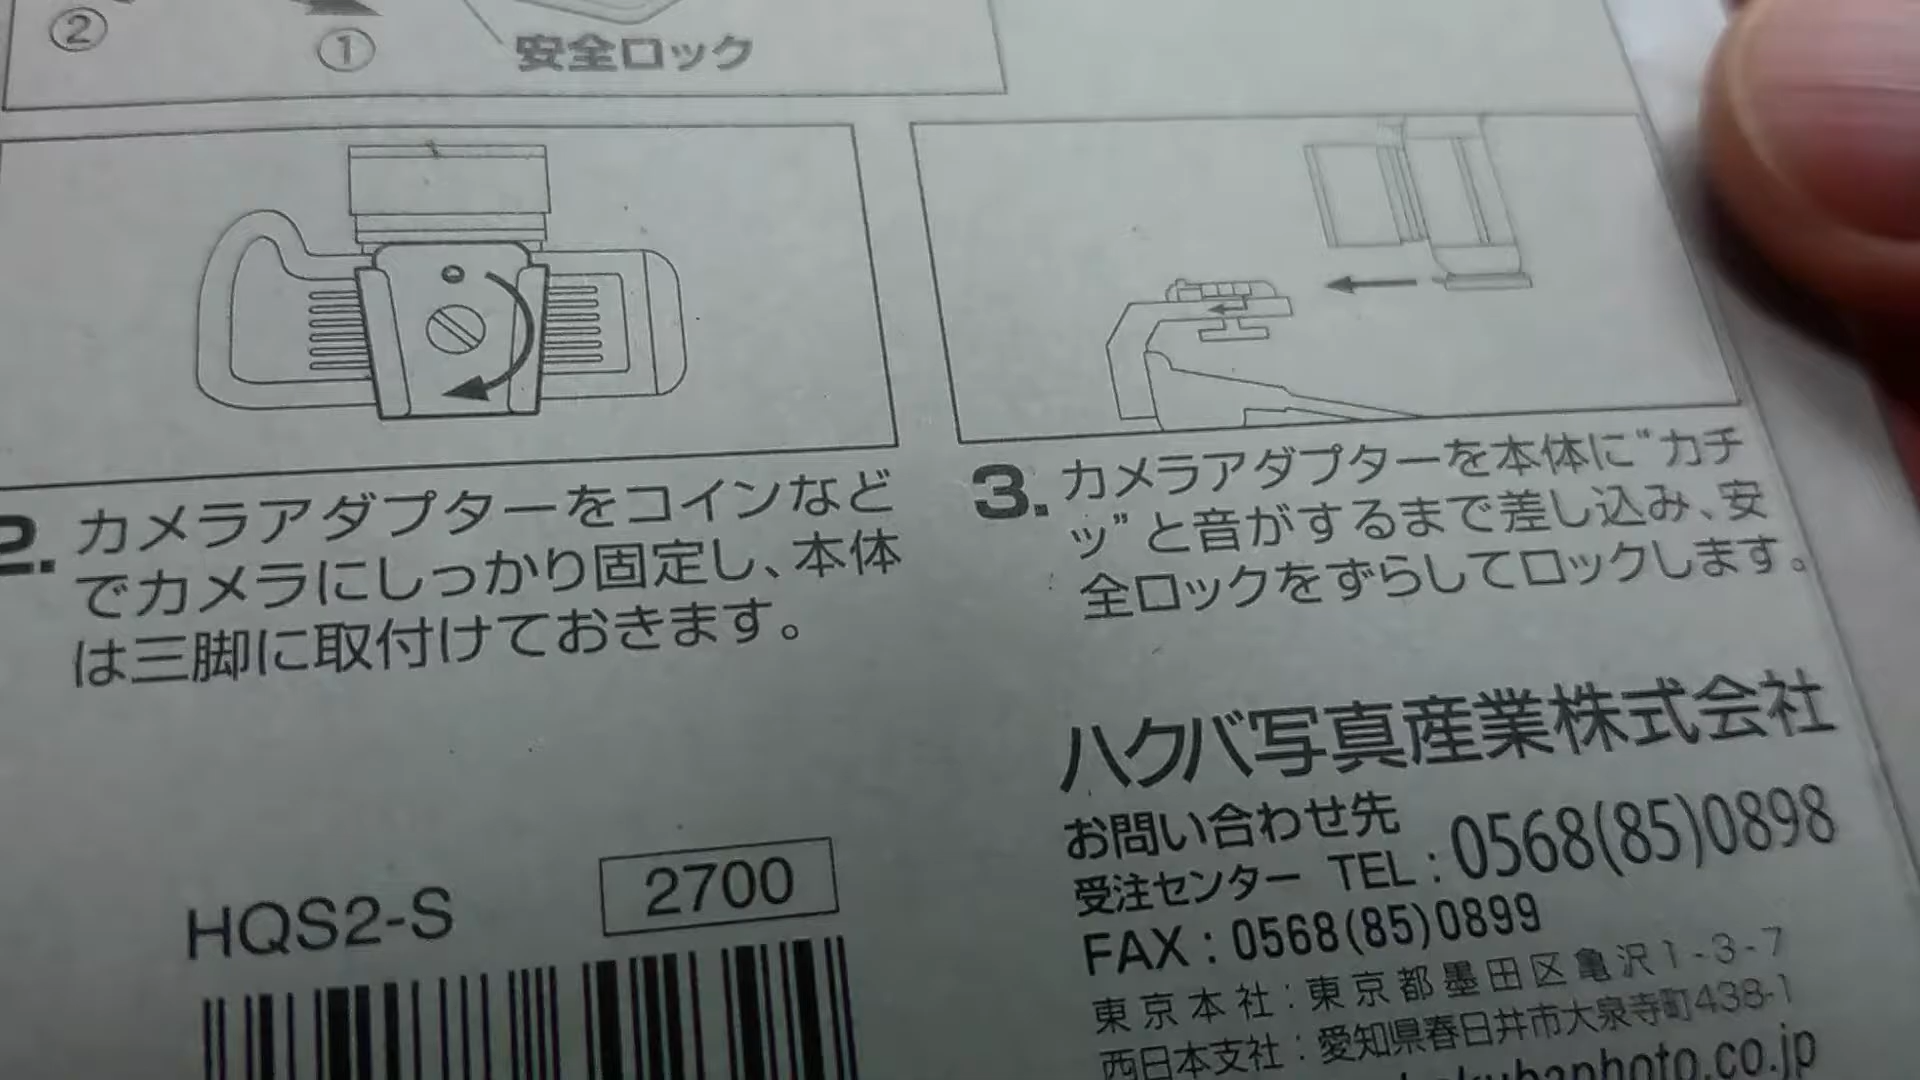 ② ① 安全ロック
2. カメラアダプターをコインなど
でカメラにしっかり固定し、本体
は三脚に取付けておきます。
3. カメラアダプターを本体に“カチ
ッ”と音がするまで差し込み、安
全ロックをずらしてロックします。
ハクバ写真産業株式会社
お問い合わせ先
受注センター TEL：0568(85)0898
FAX：0568(85)0899
東京本社：東京都墨田区亀沢1-3-7
西日本支社：愛知県春日井市大泉寺町438-1
hakubaphoto.co.jp
HQS2-S 2700